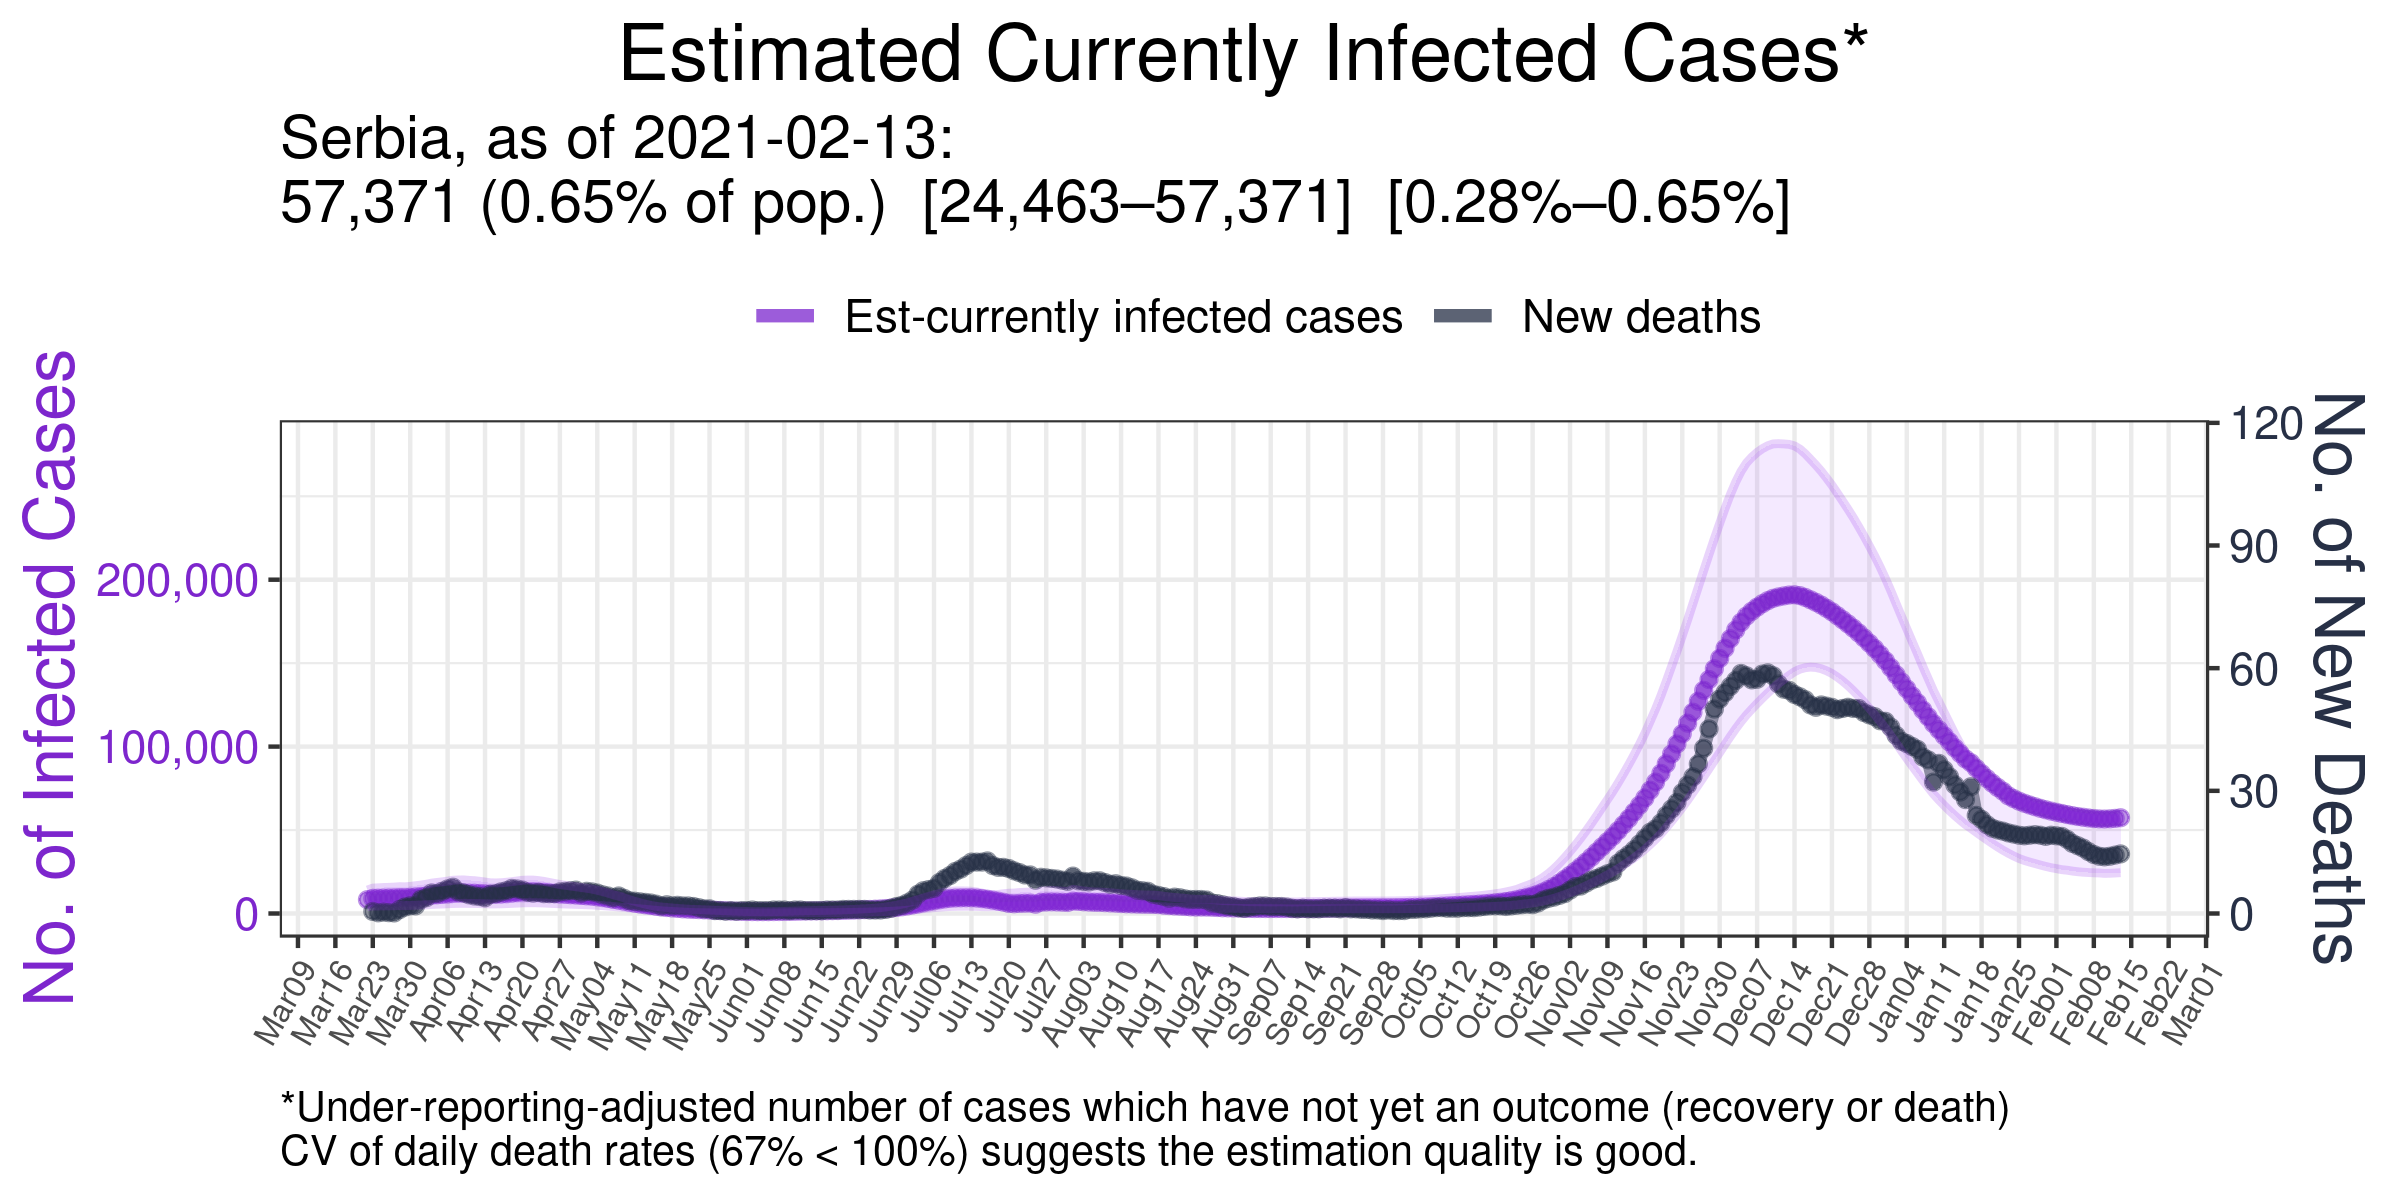 Estimated Currently Infected Cases*
Serbia, as of 2021-02-13:
57,371 (0.65% of pop.) [24,463–57,371] [0.28%–0.65%]
Est-currently infected cases
New deaths
No. of Infected Cases
200,000
100,000
0
120
90
60
30
0
No. of New Deaths
Mar09
Mar16
Mar23
Mar30
Apr06
Apr13
Apr20
Apr27
May04
May11
May18
May25
Jun01
Jun08
Jun15
Jun22
Jun29
Jul06
Jul13
Jul20
Jul27
Aug03
Aug10
Aug17
Aug24
Aug31
Sep07
Sep14
Sep21
Sep28
Oct05
Oct12
Oct19
Oct26
Nov02
Nov09
Nov16
Nov23
Nov30
Dec07
Dec14
Dec21
Dec28
Jan04
Jan11
Jan18
Jan25
Feb01
Feb08
Feb15
Feb22
Mar01
*Under-reporting-adjusted number of cases which have not yet an outcome (recovery or death)
CV of daily death rates (67% < 100%) suggests the estimation quality is good.